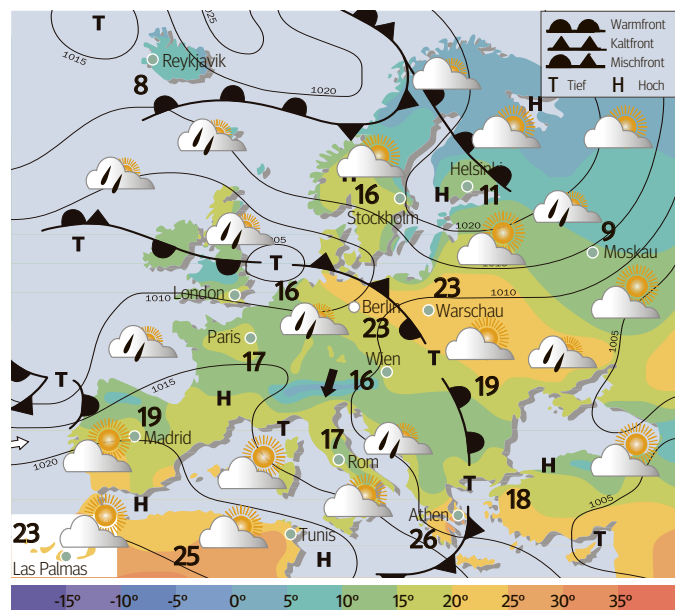 T
1015
1025
Reykjavik
8
1020
Warmfront
Kaltfront
Mischfront
T Tief H Hoch
H
Helsinki
H
16
H 11
Stockholm
1020
9
Moskau
T
T
London
16
1010
1010
23
Berlin
Warschau
23
Paris
17
T
Wien
16
19
1005
T
1015
H
19
Madrid
T
17
Rom
1020
H
T
H
18
1005
Athen
26
23
Las Palmas
25
Tunis
H
T
-15° -10° -5° 0° 5° 10° 15° 20° 25° 30° 35°